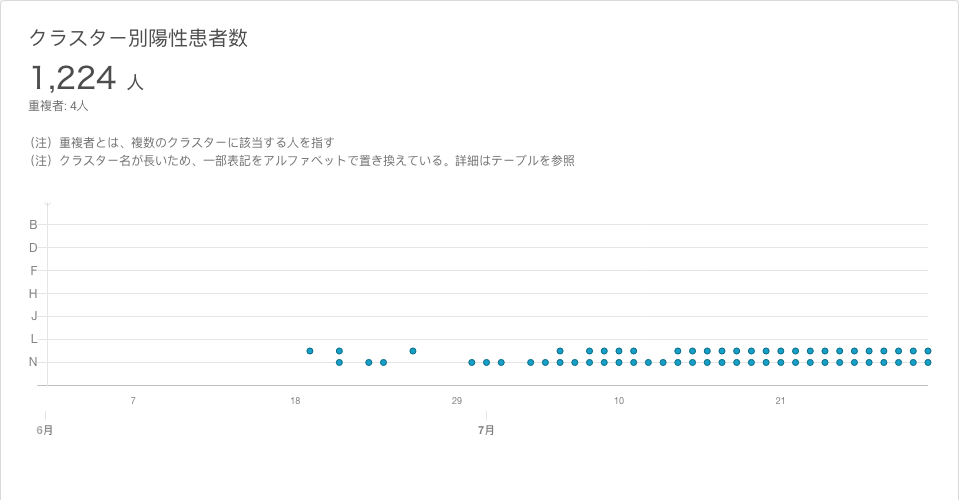 クラスター別陽性患者数
1,224 人
重複者: 4人
（注）重複者とは、複数のクラスターに該当する人を指す
（注）クラスター名が長いため、一部表記をアルファベットで置き換えている。詳細はテーブルを参照
B
D
F
H
J
L
N
7 18 29 10 21
6月 7月